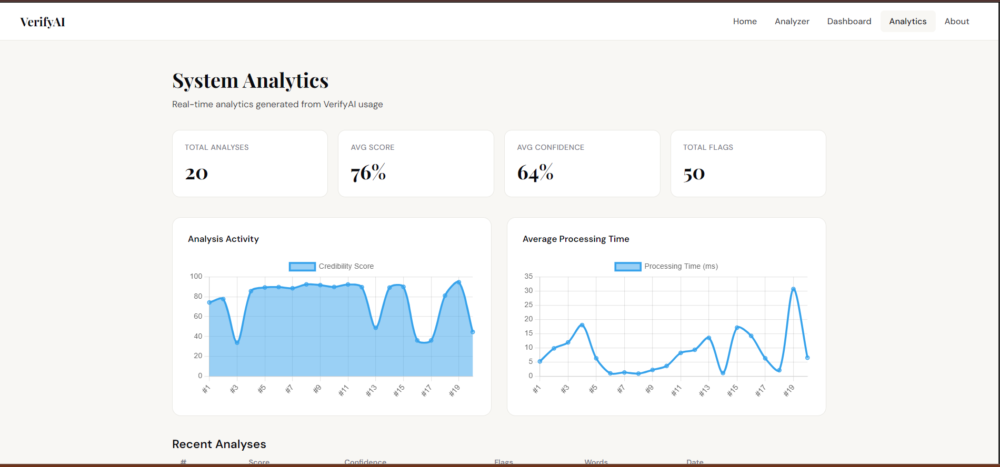 VerifyAI
Home Analyzer Dashboard Analytics About
System Analytics
Real-time analytics generated from VerifyAI usage
TOTAL ANALYSES
20
AVG SCORE
76%
AVG CONFIDENCE
64%
TOTAL FLAGS
50
Analysis Activity
Credibility Score
100
80
60
40
20
0
#1 #3 #5 #7 #9 #11 #13 #15 #17 #19
Average Processing Time
Processing Time (ms)
35
30
25
20
15
10
5
0
#1 #3 #5 #7 #9 #11 #13 #15 #17 #19
Recent Analyses
# Score Confidence Flags Words Date